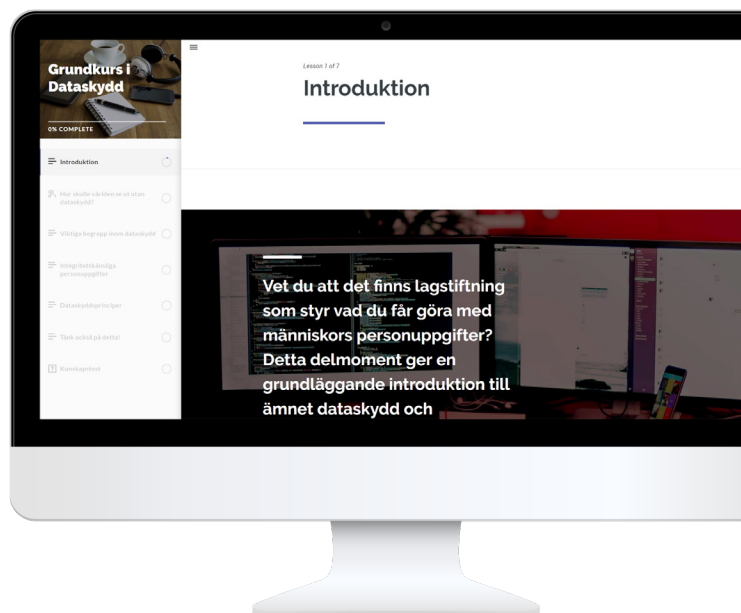 Grundkurs i
Dataskydd
0% COMPLETE
Introduktion
Hur skulle världen se ut utan
dataskydd?
Viktiga begrepp inom dataskydd
Integritetskänsliga
personuppgifter
Dataskyddsprinciper
Tänk också på detta!
Kunskapstest
Lesson 1 of 7
Introduktion
Vet du att det finns lagstiftning
som styr vad du får göra med
människors personuppgifter?
Detta delmoment ger en
grundläggande introduktion till
ämnet dataskydd och